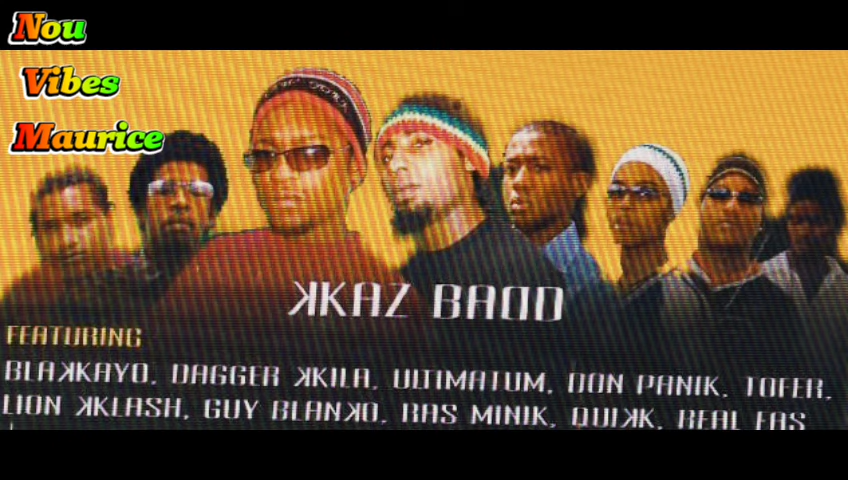 Nou
Vibes
Maurice
KKAZ BADD
FEATURING
BLAKKAYO, DAGGER KKILA, ULTIMATUM, DON PANIK, TOFER,
LION KKLASH, GUY BLANKO, RAS MINIK, QUIKK, REAL FAS